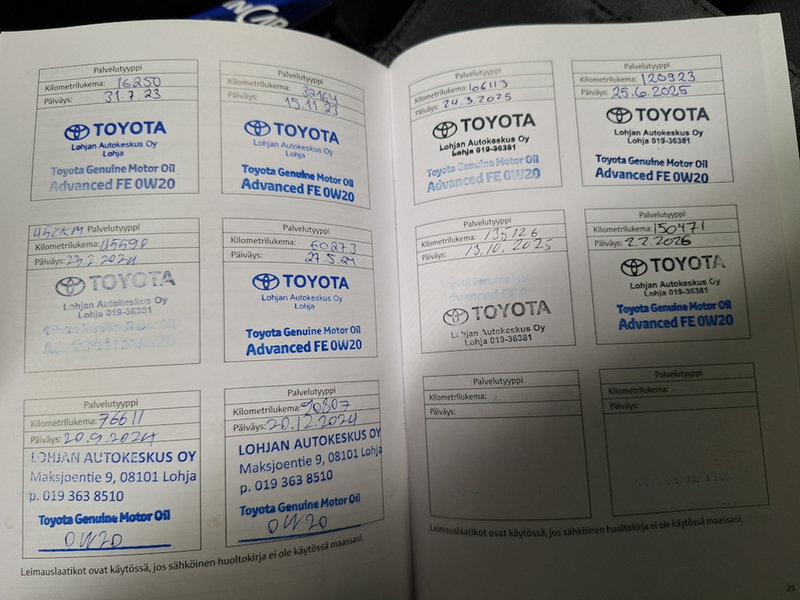 Palvelutyyppi
Kilometrilukema: 16250
Päiväys: 31.7 23
TOYOTA
Lohjan Autokeskus Oy
Lohja
Toyota Genuine Motor Oil
Advanced FE 0W20
Palvelutyyppi
Kilometrilukema: 32164
Päiväys: 15.11 23
TOYOTA
Lohjan Autokeskus Oy
Lohja
Toyota Genuine Motor Oil
Advanced FE 0W20
45ZKM Palvelutyyppi
Kilometrilukema: 45590
Päiväys: 23.2.2024
TOYOTA
Lohjan Autokeskus Oy
Lohja 019-36381
Palvelutyyppi
Kilometrilukema: 60273
Päiväys: 27.5.24
TOYOTA
Lohjan Autokeskus Oy
Lohja
Toyota Genuine Motor Oil
Advanced FE 0W20
Palvelutyyppi
Kilometrilukema: 76611
Päiväys: 20.9.2024
LOHJAN AUTOKESKUS OY
Maksjoentie 9, 08101 Lohja
p. 019 363 8510
Toyota Genuine Motor Oil
0W20
Palvelutyyppi
Kilometrilukema: 90807
Päiväys: 20.12.2024
LOHJAN AUTOKESKUS OY
Maksjoentie 9, 08101 Lohja
p. 019 363 8510
Toyota Genuine Motor Oil
0W20
Leimauslaatikot ovat käytössä, jos sähköinen huoltokirja ei ole käytössä maassasi.
Palvelutyyppi
Kilometrilukema: 106113
Päiväys: 24.3.2025
TOYOTA
Lohjan Autokeskus Oy
Lohja 019-36381
Toyota Genuine Motor Oil
Advanced FE 0W20
Palvelutyyppi
Kilometrilukema: 120923
Päiväys: 25.6.2025
TOYOTA
Lohjan Autokeskus Oy
Lohja 019-36381
Toyota Genuine Motor Oil
Advanced FE 0W20
Palvelutyyppi
Kilometrilukema: 135126
Päiväys: 13.10.2025
TOYOTA
Lohjan Autokeskus Oy
Lohja 019-36381
Palvelutyyppi
Kilometrilukema: 150471
Päiväys: 2.2.2026
TOYOTA
Lohjan Autokeskus Oy
Lohja 019-36381
Toyota Genuine Motor Oil
Advanced FE 0W20
Palvelutyyppi
Kilometrilukema:
Päiväys:
Palvelutyyppi
Kilometrilukema:
Päiväys:
Leimauslaatikot ovat käytössä, jos sähköinen huoltokirja ei ole käytössä maassasi.
25